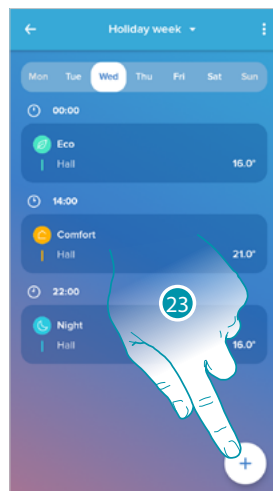 Holiday week
Mon Tue Wed Thu Fri Sat Sun
00:00
Eco
Hall 16.0°
14:00
Comfort
Hall 21.0°
22:00
Night
Hall 16.0°
23
+